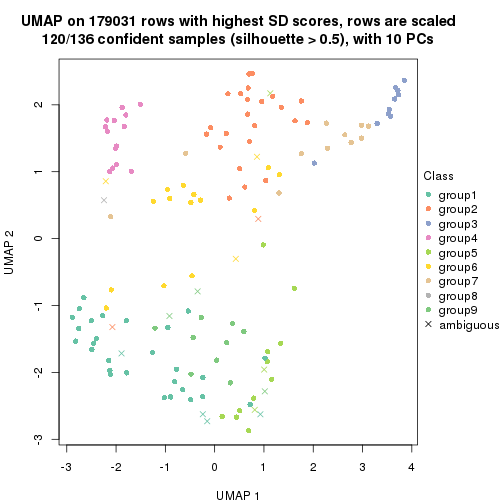 UMAP on 179031 rows with highest SD scores, rows are scaled
120/136 confident samples (silhouette > 0.5), with 10 PCs
UMAP 2
2
1
0
-1
-2
-3
-3
-2
-1
0
1
2
3
4
UMAP 1
Class
group1
group2
group3
group4
group5
group6
group7
group8
group9
ambiguous